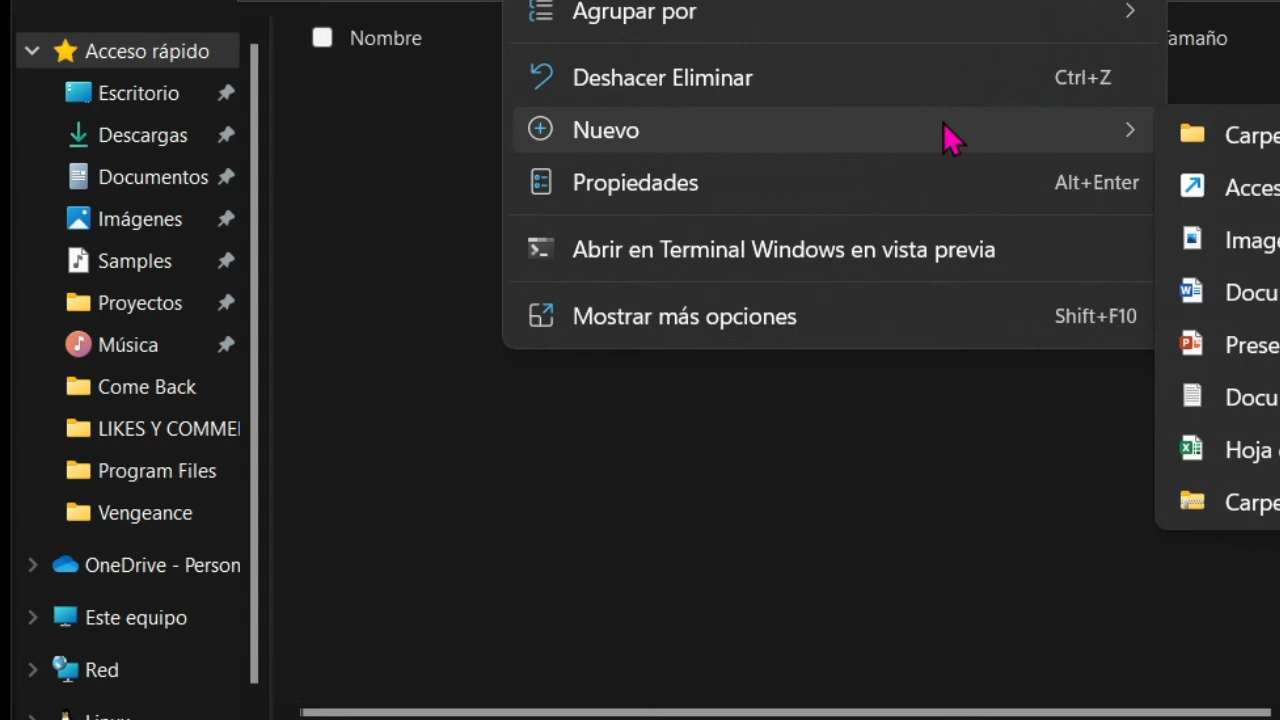 Acceso rápido
Escritorio
Descargas
Documentos
Imágenes
Samples
Proyectos
Música
Come Back
LIKES Y COMME
Program Files
Vengeance
OneDrive - Person
Este equipo
Red
Nombre
Tamaño
Agrupar por
Deshacer Eliminar Ctrl+Z
Nuevo
Propiedades Alt+Enter
Abrir en Terminal Windows en vista previa
Mostrar más opciones Shift+F10
Carpe
Acces
Image
Docu
Prese
Docu
Hoja
Carpe